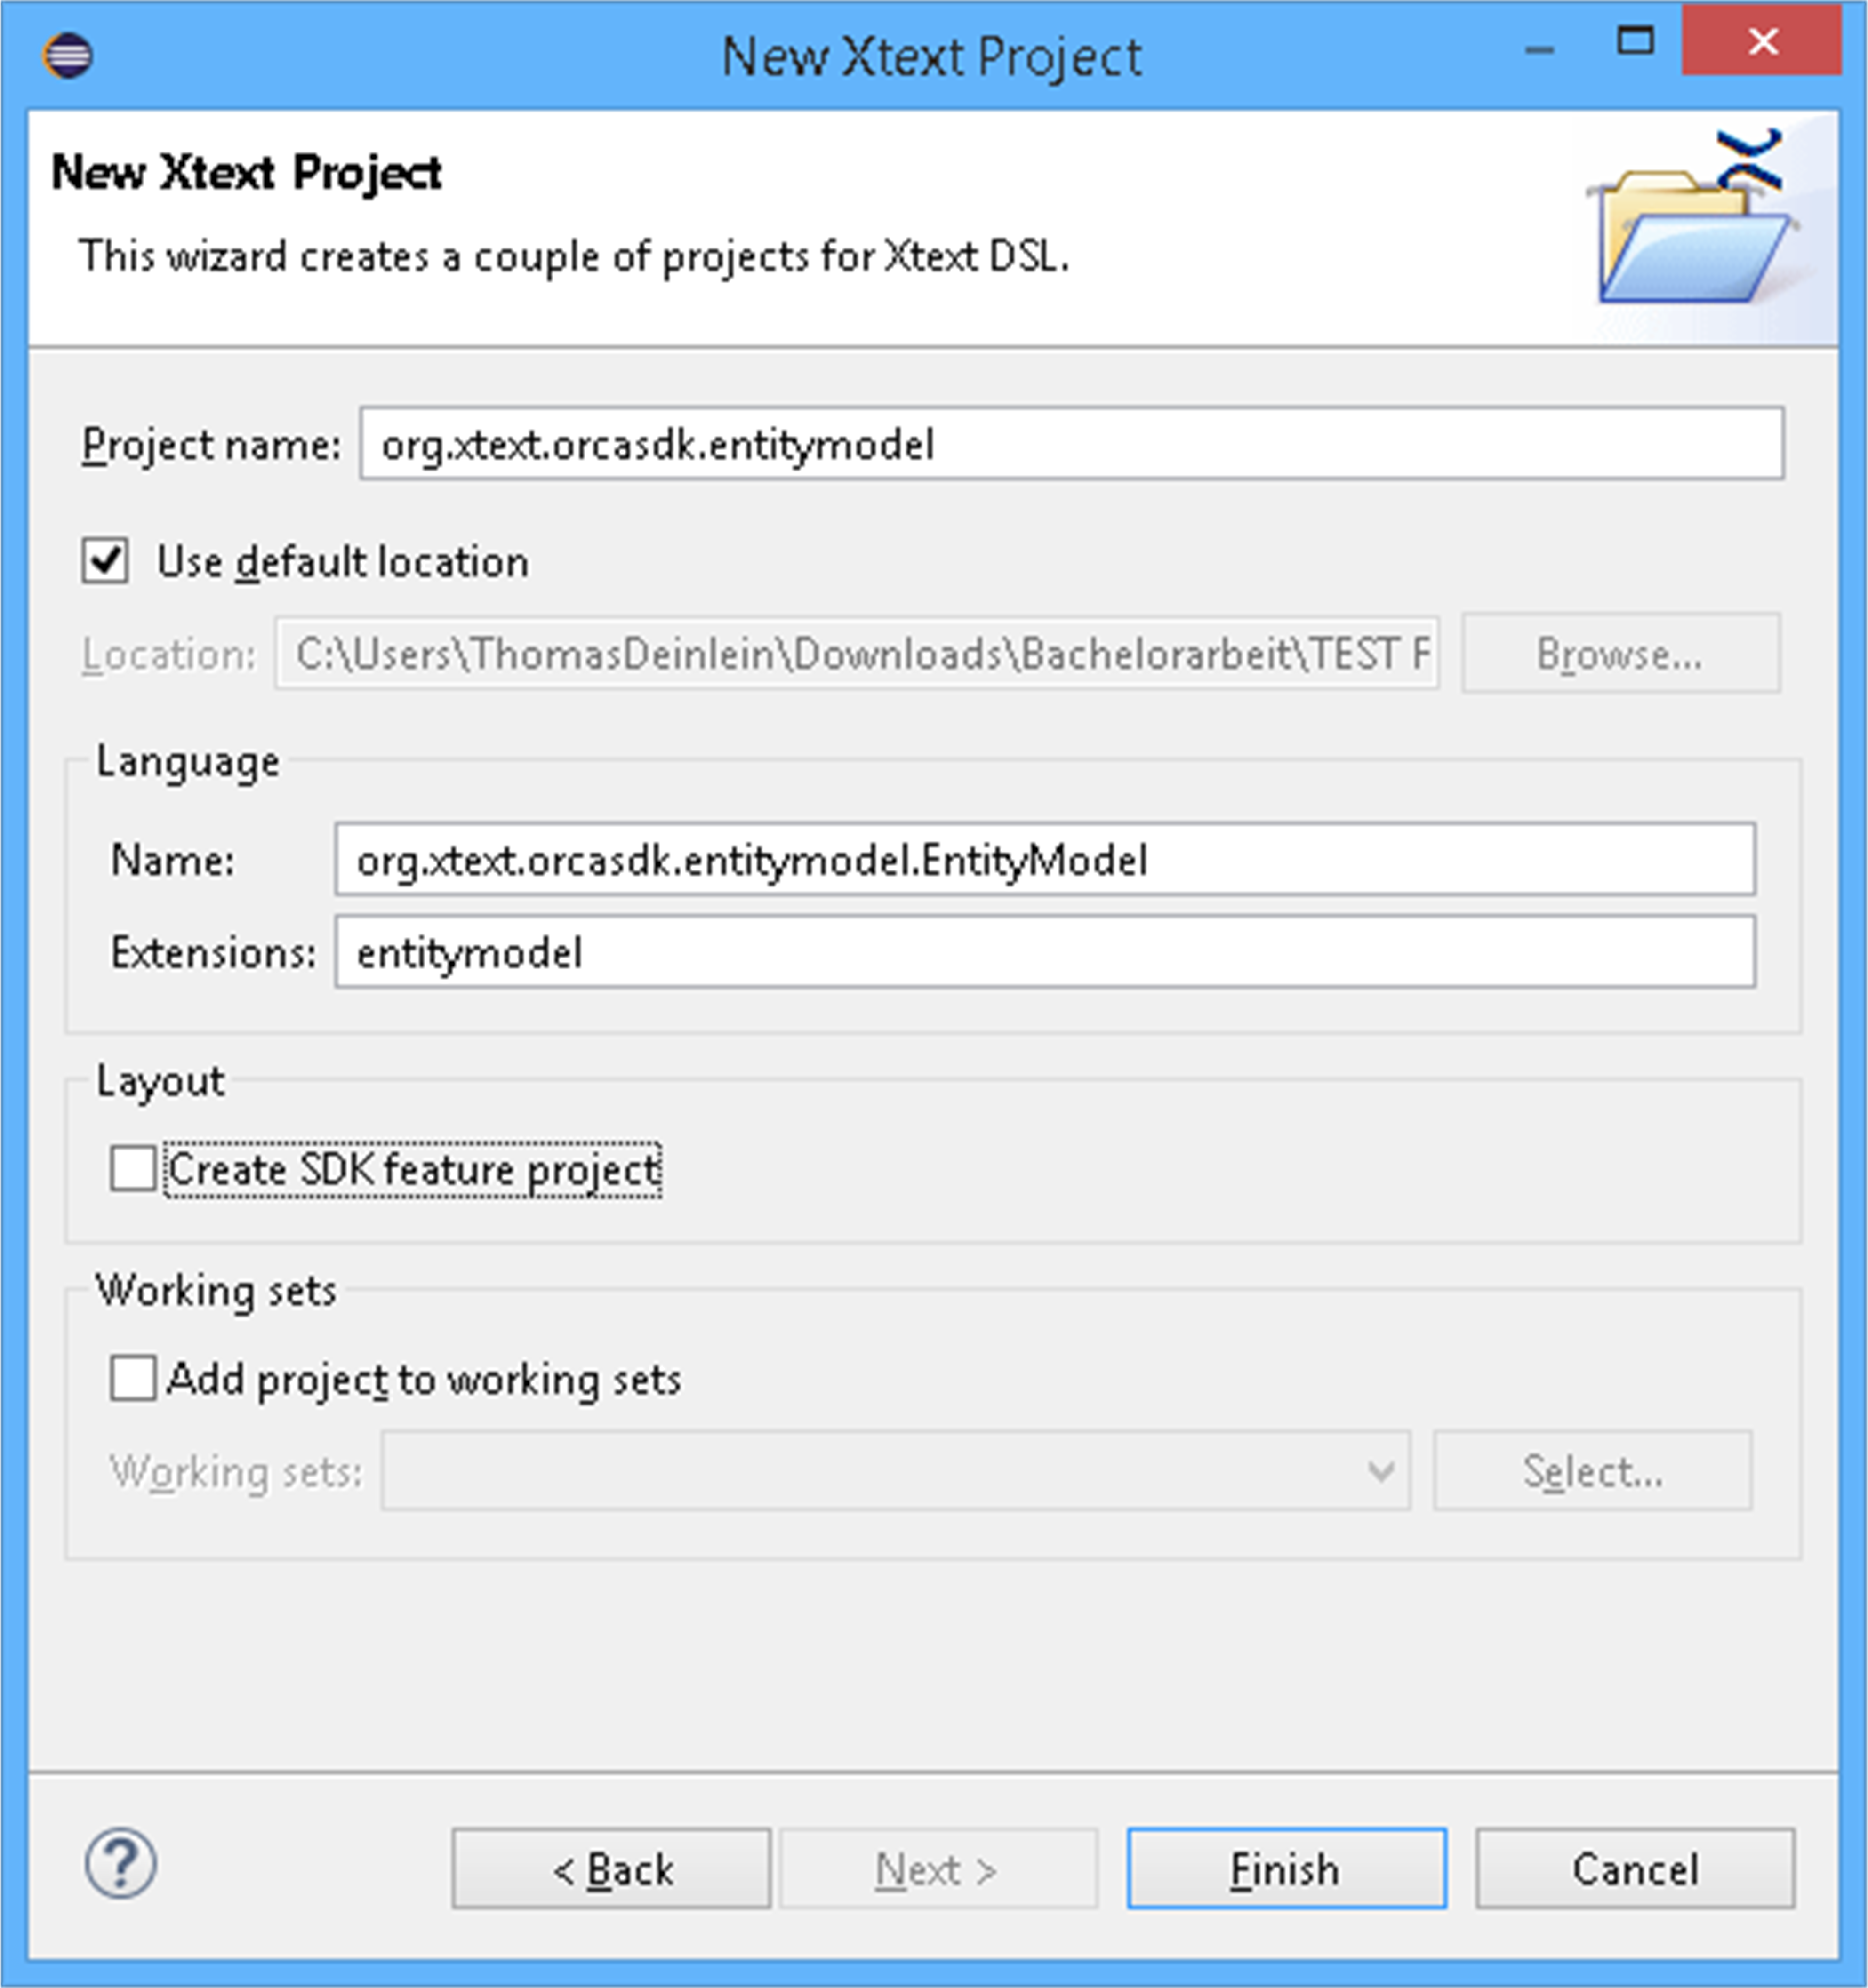 New Xtext Project
New Xtext Project
This wizard creates a couple of projects for Xtext DSL.
Project name: org.xtext.orcasdk.entitymodel
Use default location
Location: C:\Users\ThomasDeinlein\Downloads\Bachelorarbeit\TEST F Browse...
Language
Name: org.xtext.orcasdk.entitymodel.EntityModel
Extensions: entitymodel
Layout
Create SDK feature project
Working sets
Add project to working sets
Working sets: Select...
? < Back Next > Finish Cancel